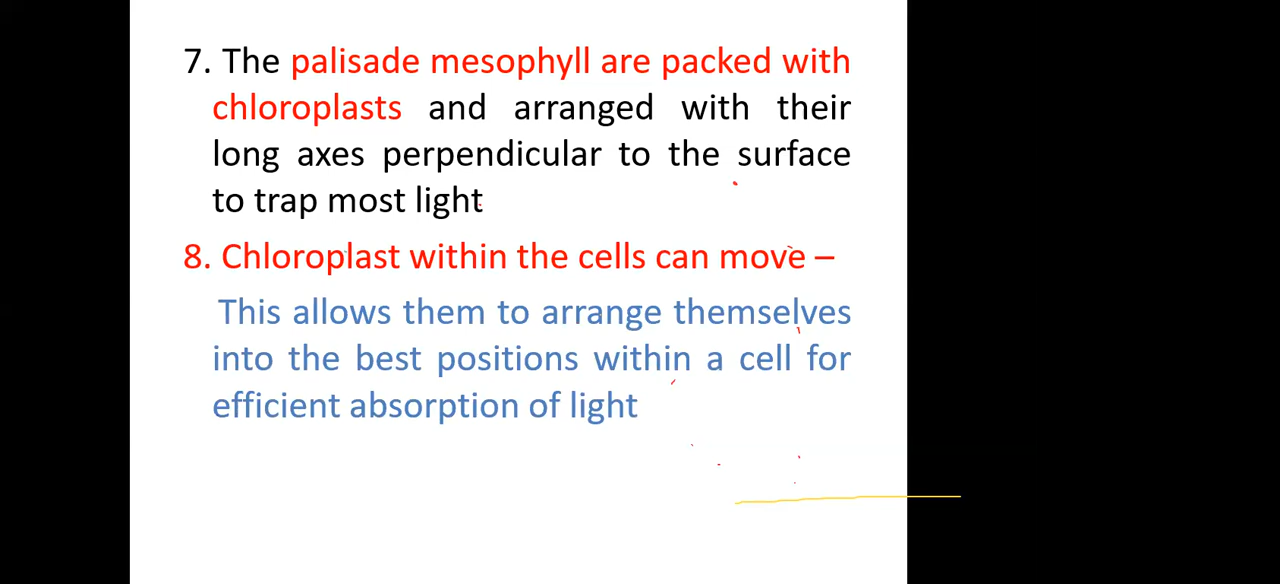 7. The palisade mesophyll are packed with
chloroplasts and arranged with their
long axes perpendicular to the surface
to trap most light
8. Chloroplast within the cells can move –
This allows them to arrange themselves
into the best positions within a cell for
efficient absorption of light